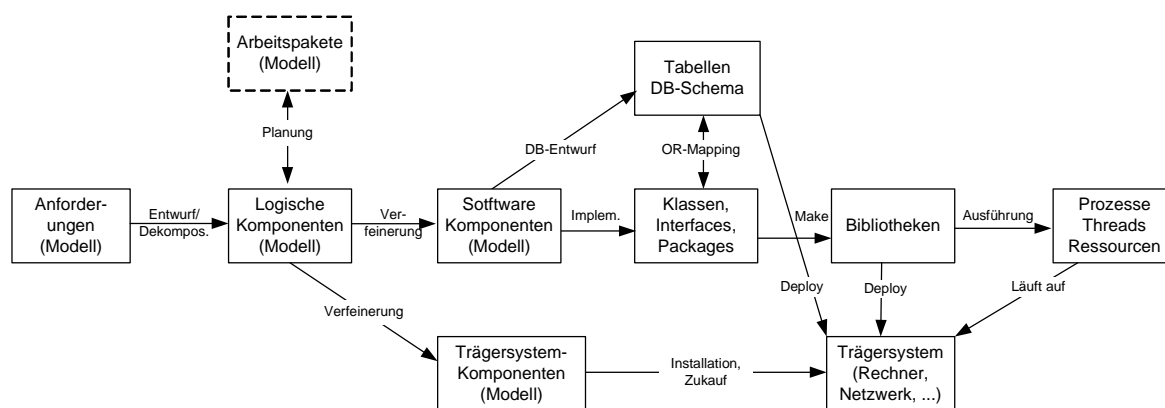 Arbeitspakete
(Modell)
Tabellen
DB-Schema
Planung
DB-Entwurf
OR-Mapping
Anforder-
ungen
(Modell)
Entwurf/
Dekompos.
Logische
Komponenten
(Modell)
Ver-
feinerung
Sotftware
Komponenten
(Modell)
Implem.
Klassen,
Interfaces,
Packages
Make
Bibliotheken
Ausführung
Prozesse
Threads
Ressourcen
Verfeinerung
Deploy
Deploy
Läuft auf
Trägersystem-
Komponenten
(Modell)
Installation,
Zukauf
Trägersystem
(Rechner,
Netzwerk, ...)